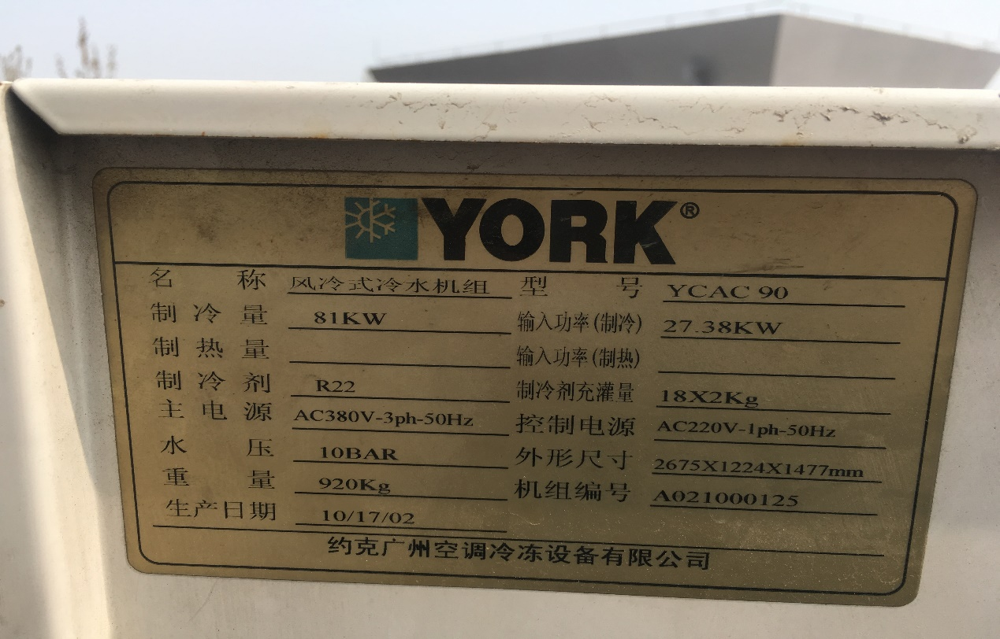 YORK®
名 称 风冷式冷水机组 型 号 YCAC 90
制 冷 量 81KW 输入功率(制冷) 27.38KW
制 热 量 输入功率(制热)
制 冷 剂 R22 制冷剂充灌量 18X2Kg
主 电 源 AC380V-3ph-50Hz 控制电源 AC220V-1ph-50Hz
水 压 10BAR 外形尺寸 2675X1224X1477mm
重 量 920Kg 机组编号 A021000125
生产日期 10/17/02
约克广州空调冷冻设备有限公司